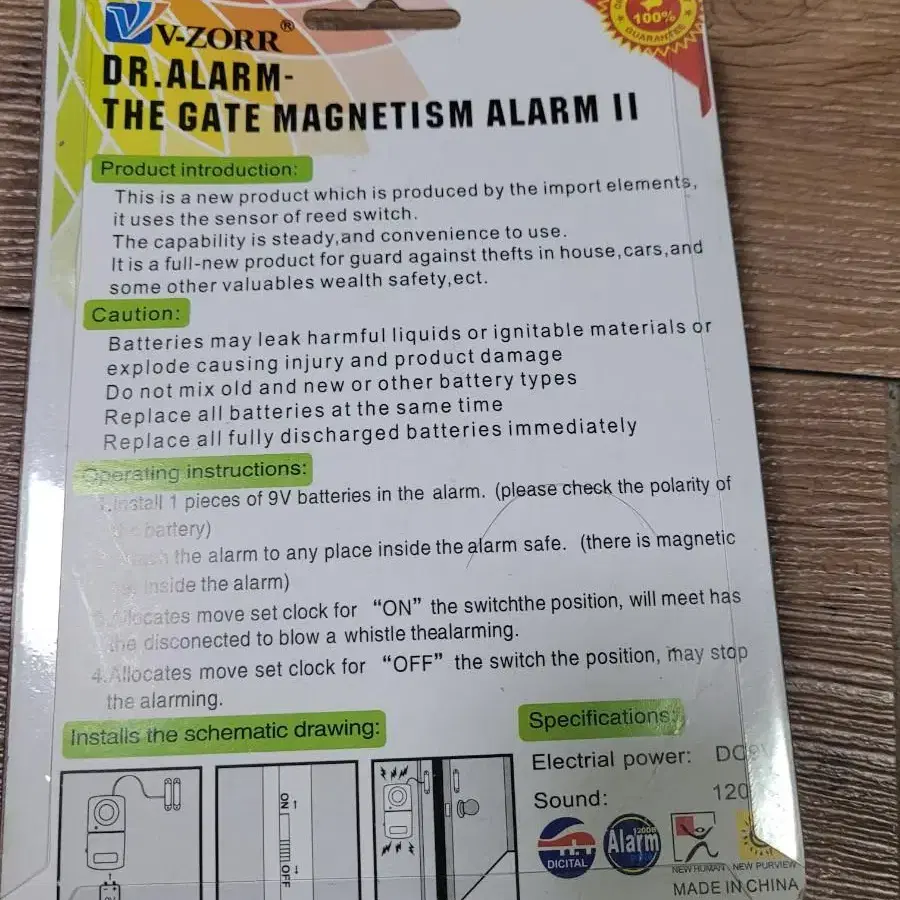 V-ZORR®
100%
GUARANTEE
DR.ALARM-
THE GATE MAGNETISM ALARM II
Product introduction:
This is a new product which is produced by the import elements,
it uses the sensor of reed switch.
The capability is steady,and convenience to use.
It is a full-new product for guard against thefts in house,cars,and
some other valuables wealth safety,ect.
Caution:
Batteries may leak harmful liquids or ignitable materials or
explode causing injury and product damage
Do not mix old and new or other battery types
Replace all batteries at the same time
Replace all fully discharged batteries immediately
Operating instructions:
1.Install 1 pieces of 9V batteries in the alarm. (please check the polarity of
the battery)
the alarm to any place inside the alarm safe. (there is magnetic
inside the alarm)
3.Allocates move set clock for “ON” the switchthe position, will meet has
the disconected to blow a whistle thealarming.
4.Allocates move set clock for “OFF” the switch the position, may stop
the alarming.
Installs the schematic drawing:
Specifications:
Electrial power: DC9V
Sound: 120
ON
OFF
DICITAL
120DB
Alarm
NEW HUMAN
NEW PURVIEW
MADE IN CHINA